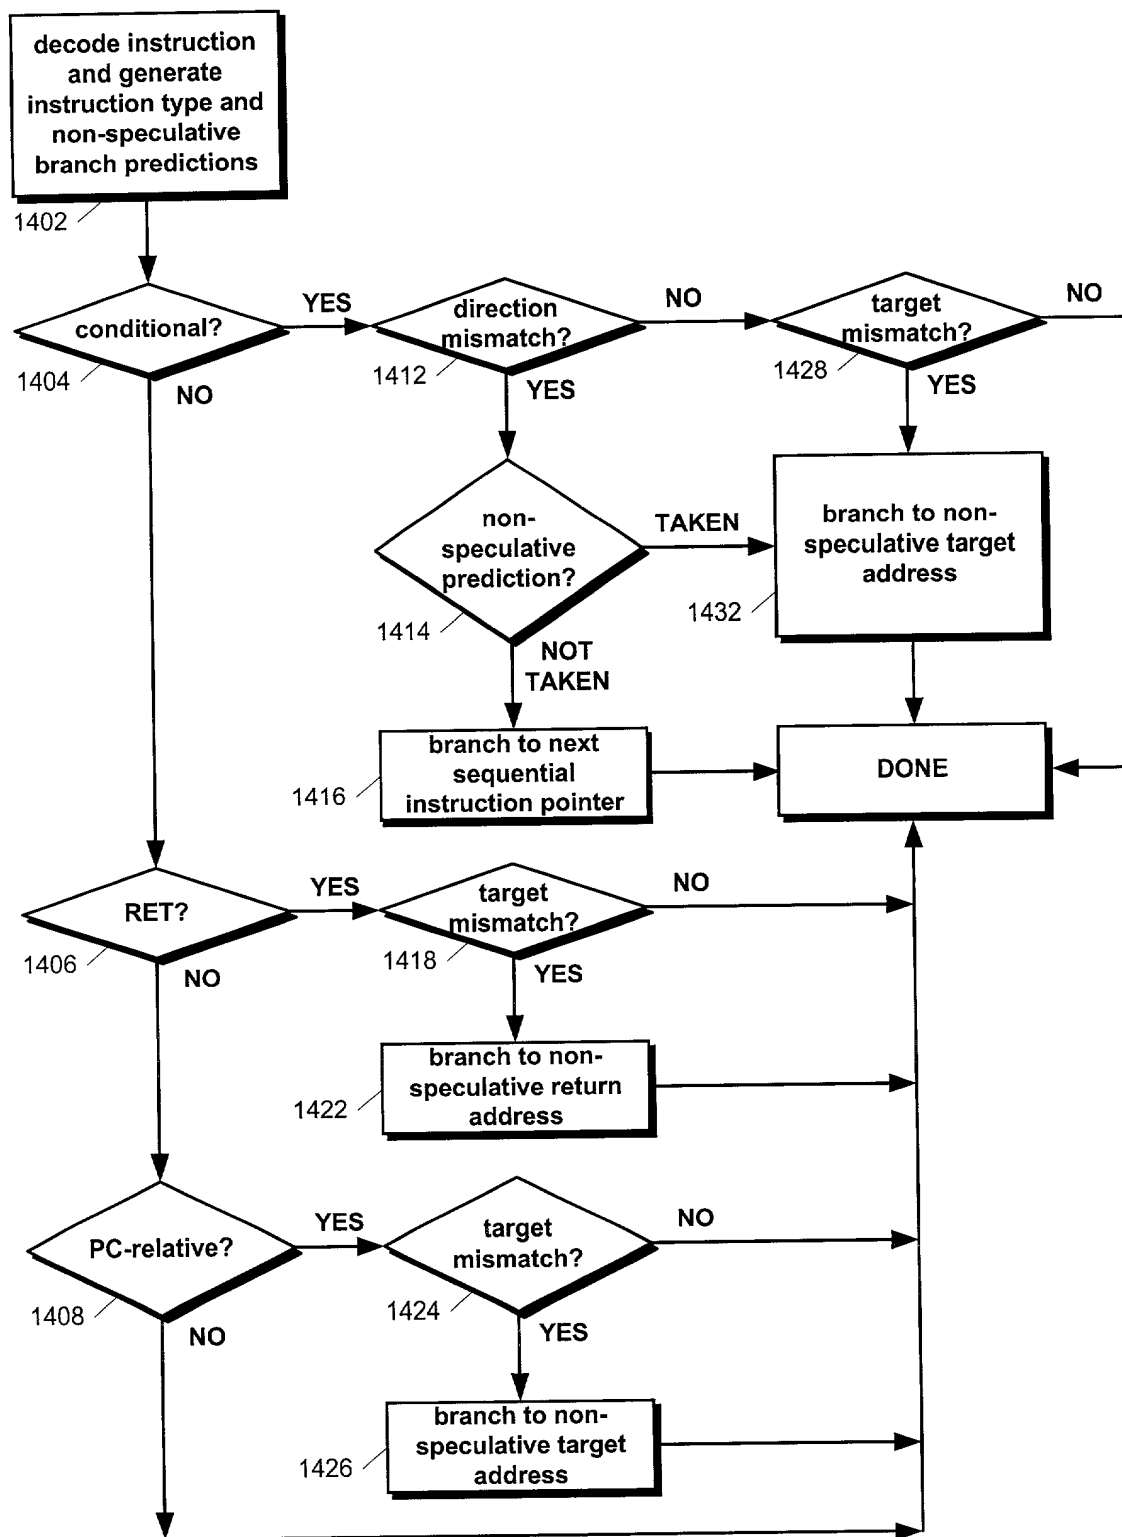 decode instruction
and generate
instruction type and
non-speculative
branch predictions
1402
conditional?
1404
YES
NO
direction
mismatch?
1412
NO
YES
target
mismatch?
1428
NO
YES
non-
speculative
prediction?
1414
TAKEN
NOT
TAKEN
branch to non-
speculative target
address
1432
branch to next
sequential
instruction pointer
1416
DONE
RET?
1406
YES
NO
target
mismatch?
1418
NO
YES
branch to non-
speculative return
address
1422
PC-relative?
1408
YES
NO
target
mismatch?
1424
NO
YES
branch to non-
speculative target
address
1426